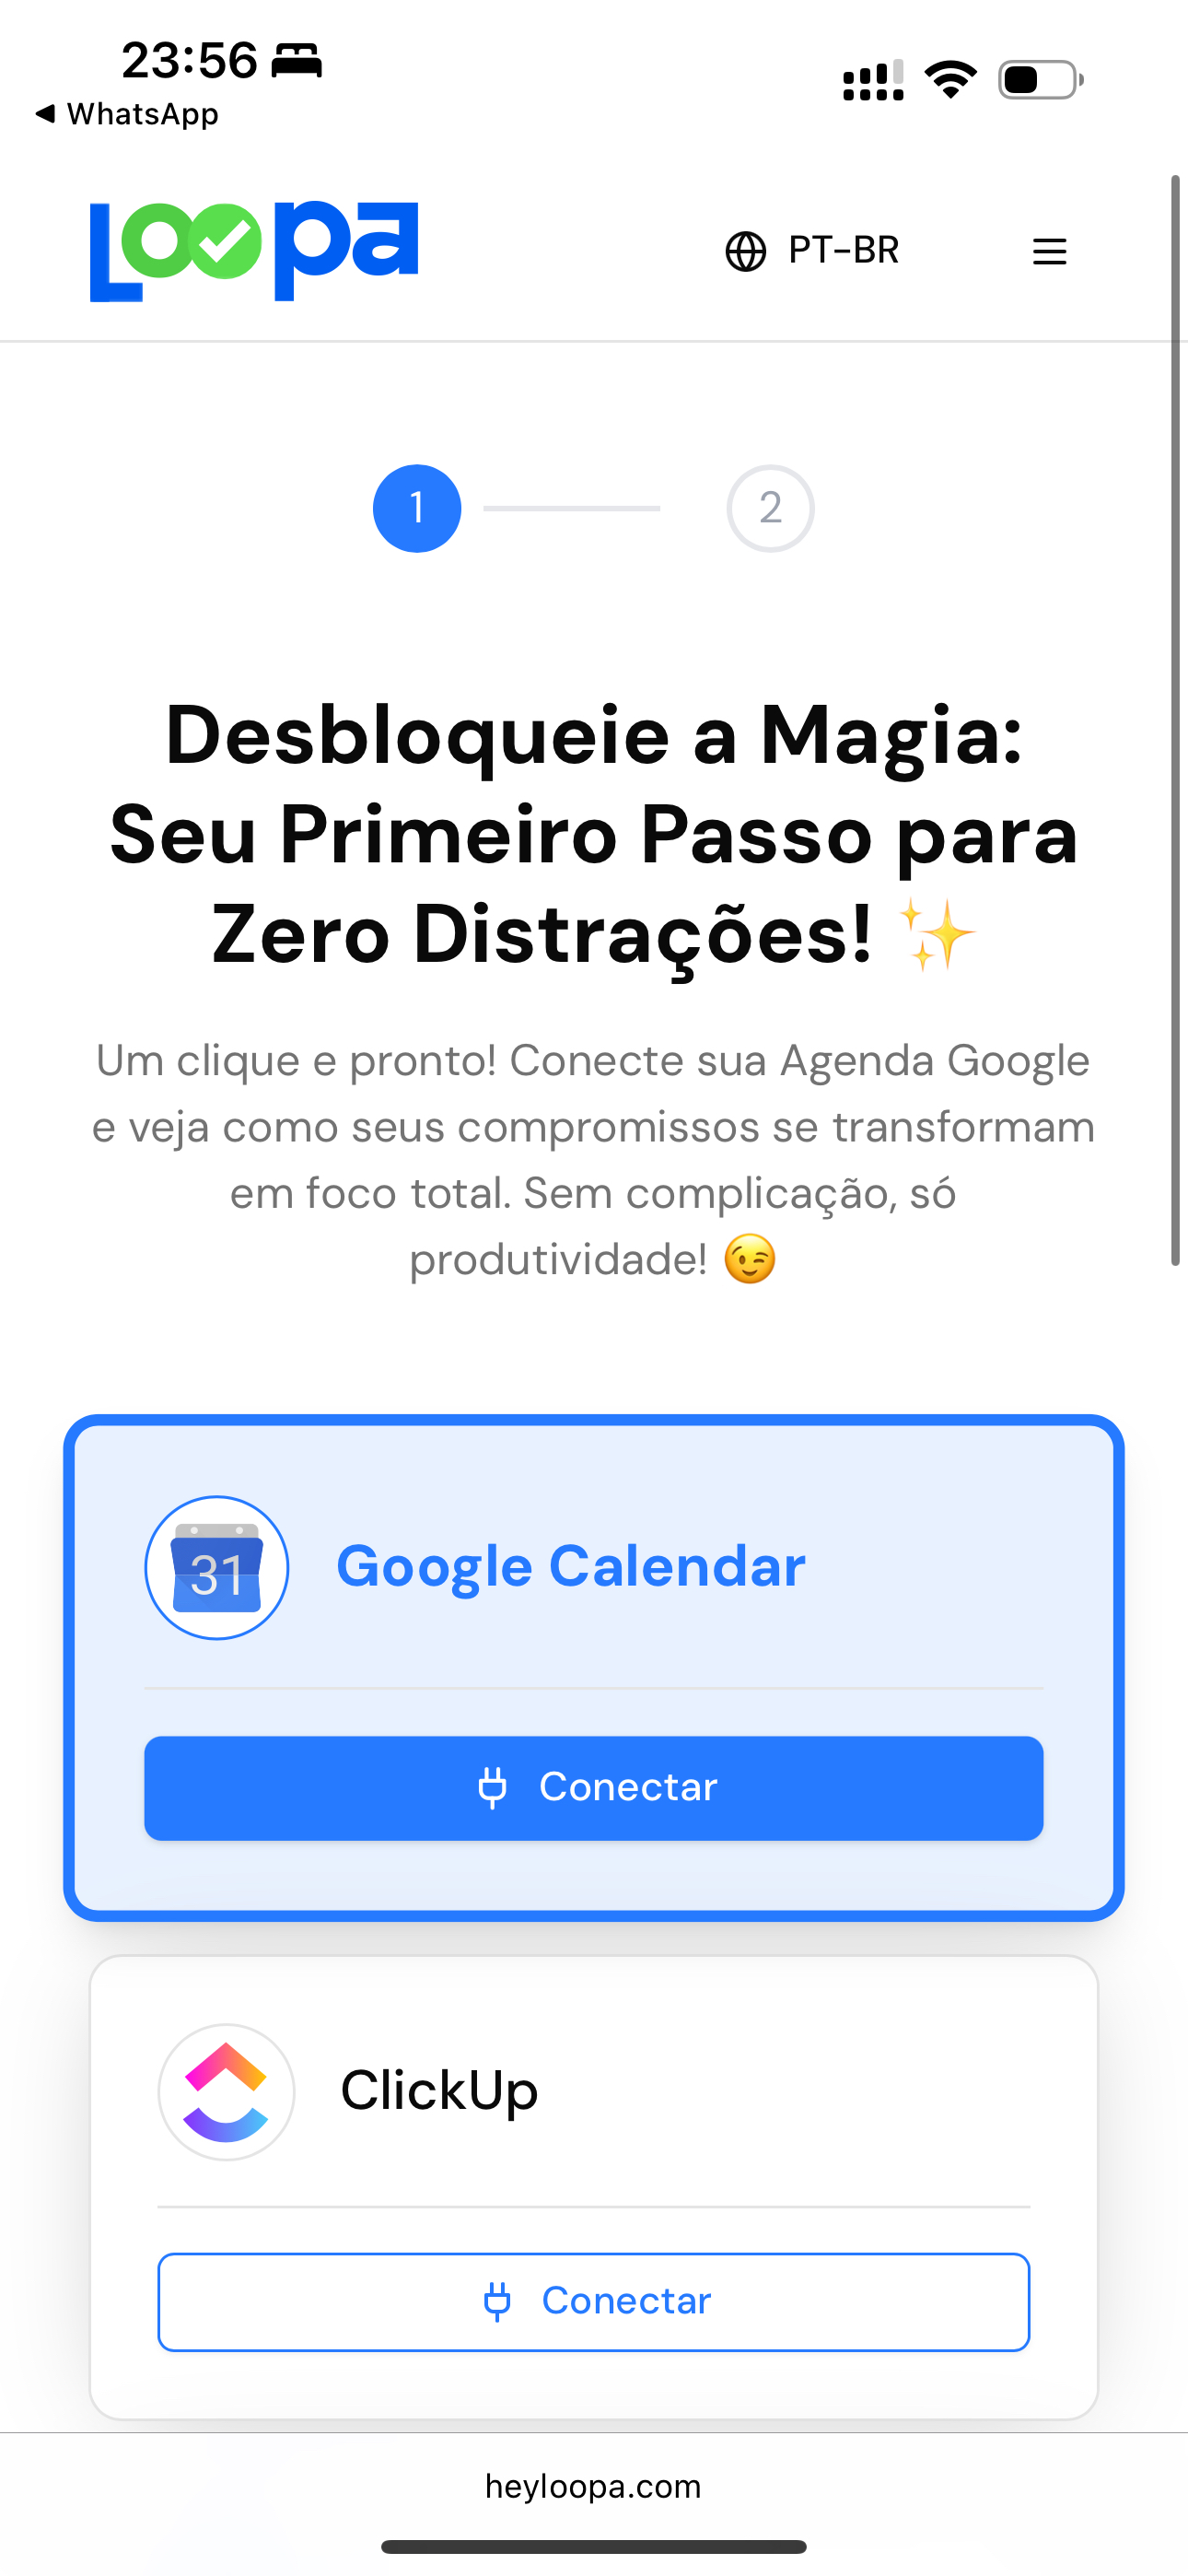 23:56
WhatsApp
Loopa
PT-BR
1
2
Desbloqueie a Magia:
Seu Primeiro Passo para
Zero Distrações! ✨
Um clique e pronto! Conecte sua Agenda Google
e veja como seus compromissos se transformam
em foco total. Sem complicação, só
produtividade! 😉
31
Google Calendar
Conectar
ClickUp
Conectar
heyloopa.com